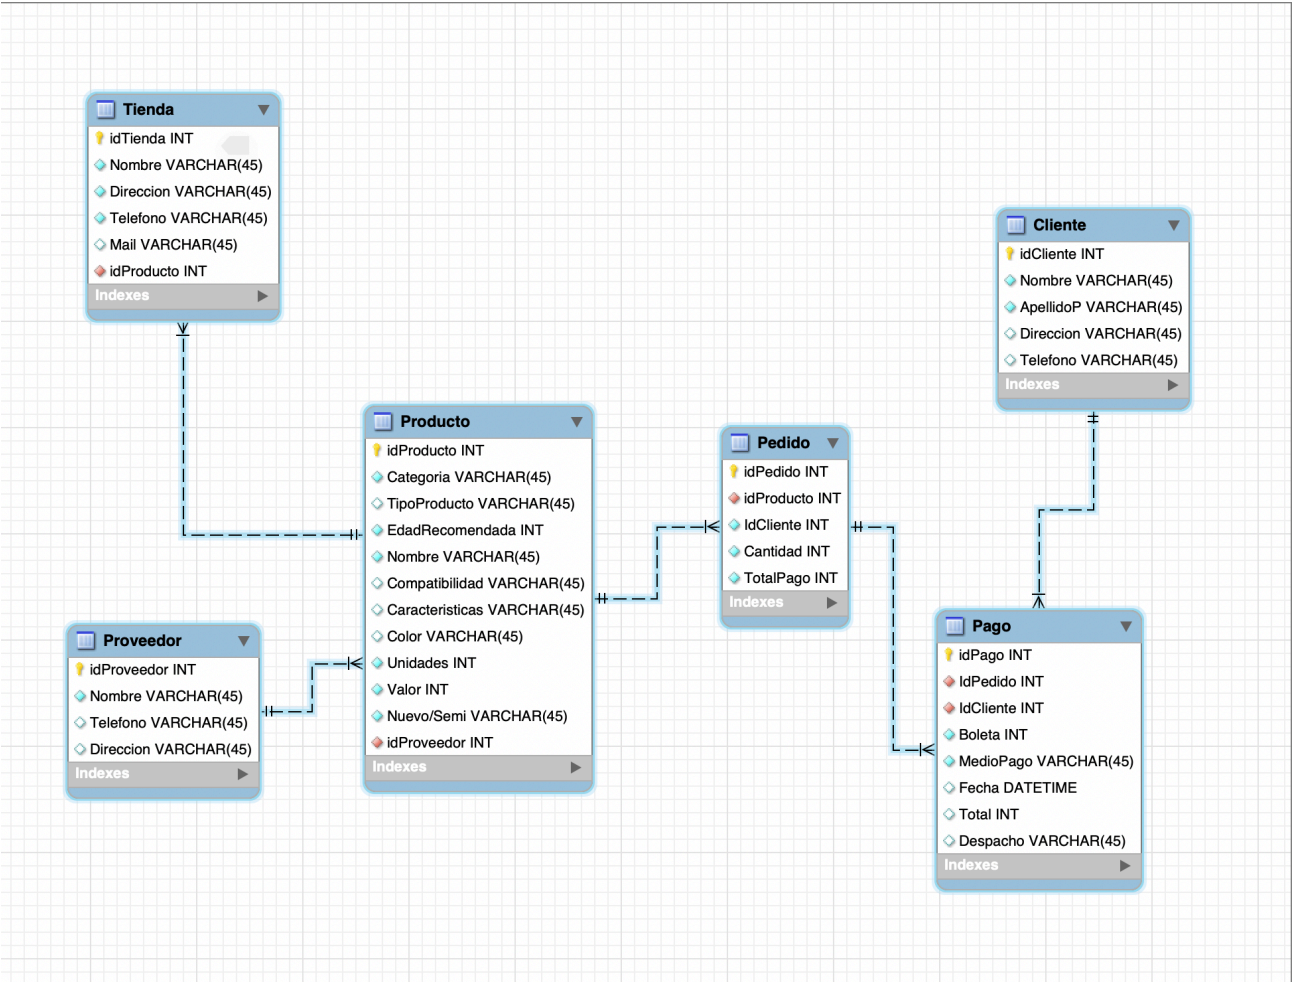 Tienda
idTienda INT
Nombre VARCHAR(45)
Direccion VARCHAR(45)
Telefono VARCHAR(45)
Mail VARCHAR(45)
idProducto INT
Indexes
Cliente
idCliente INT
Nombre VARCHAR(45)
ApellidoP VARCHAR(45)
Direccion VARCHAR(45)
Telefono VARCHAR(45)
Indexes
Producto
idProducto INT
Categoria VARCHAR(45)
TipoProducto VARCHAR(45)
EdadRecomendada INT
Nombre VARCHAR(45)
Compatibilidad VARCHAR(45)
Caracteristicas VARCHAR(45)
Color VARCHAR(45)
Unidades INT
Valor INT
Nuevo/Semi VARCHAR(45)
idProveedor INT
Indexes
Pedido
idPedido INT
idProducto INT
IdCliente INT
Cantidad INT
TotalPago INT
Indexes
Proveedor
idProveedor INT
Nombre VARCHAR(45)
Telefono VARCHAR(45)
Direccion VARCHAR(45)
Indexes
Pago
idPago INT
IdPedido INT
IdCliente INT
Boleta INT
MedioPago VARCHAR(45)
Fecha DATETIME
Total INT
Despacho VARCHAR(45)
Indexes